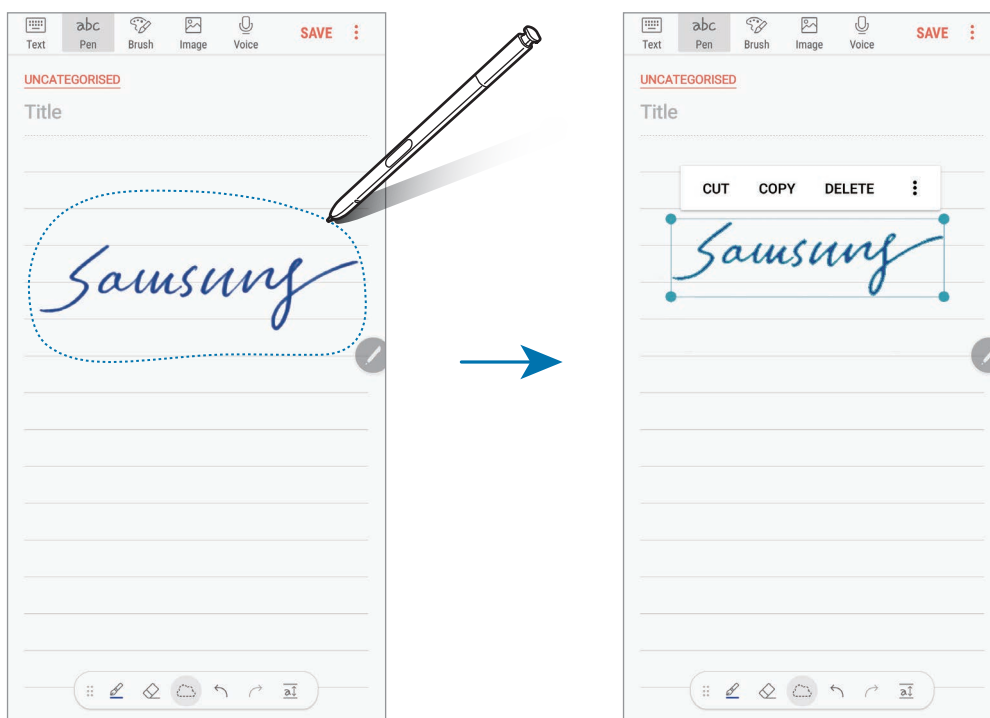 Text abc Pen Brush Image Voice SAVE
UNCATEGORISED
Title
Samsung
Text abc Pen Brush Image Voice SAVE
UNCATEGORISED
Title
CUT COPY DELETE
Samsung